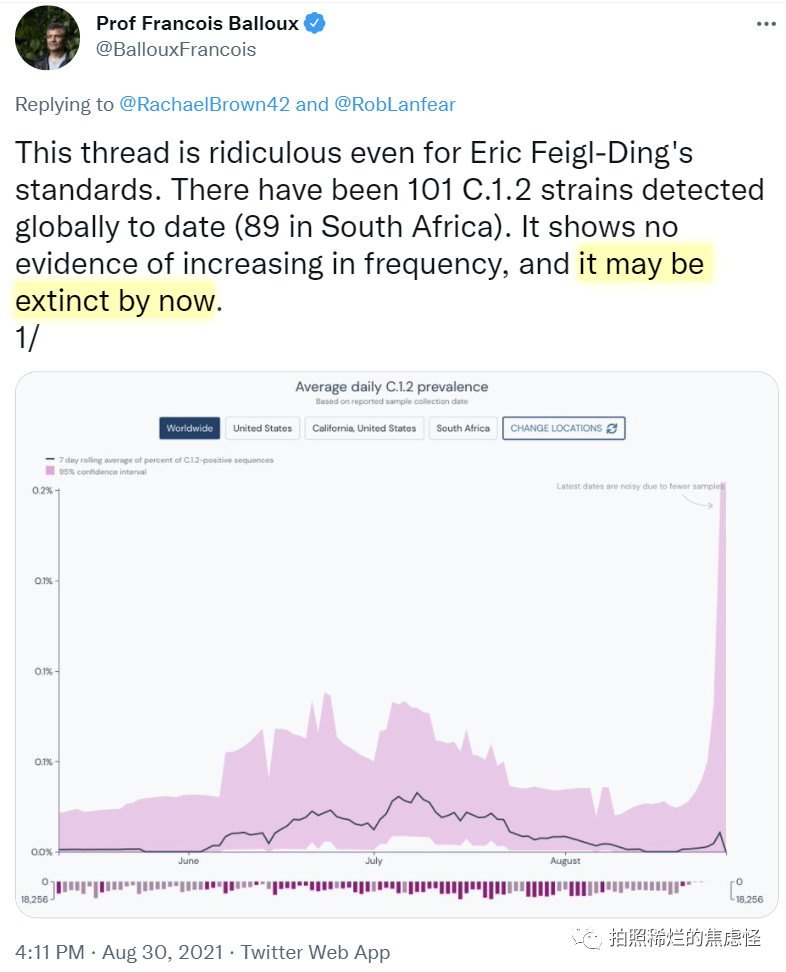 Prof Francois Balloux
@BallouxFrancois
Replying to @RachaelBrown42 and @RobLanfear
This thread is ridiculous even for Eric Feigl-Ding's
standards. There have been 101 C.1.2 strains detected
globally to date (89 in South Africa). It shows no
evidence of increasing in frequency, and it may be
extinct by now.
1/
Average daily C.1.2 prevalence
Based on reported sample collection date
Worldwide
United States
California, United States
South Africa
CHANGE LOCATIONS
7 day rolling average of percent of C.1.2-positive sequences
95% confidence interval
Latest dates are noisy due to fewer samples
0.2%
0.1%
0.1%
0.1%
0.0%
June
July
August
0
18,256
0
18,256
4:11 PM · Aug 30, 2021 · Twitter Web App
拍照稀烂的焦虑怪